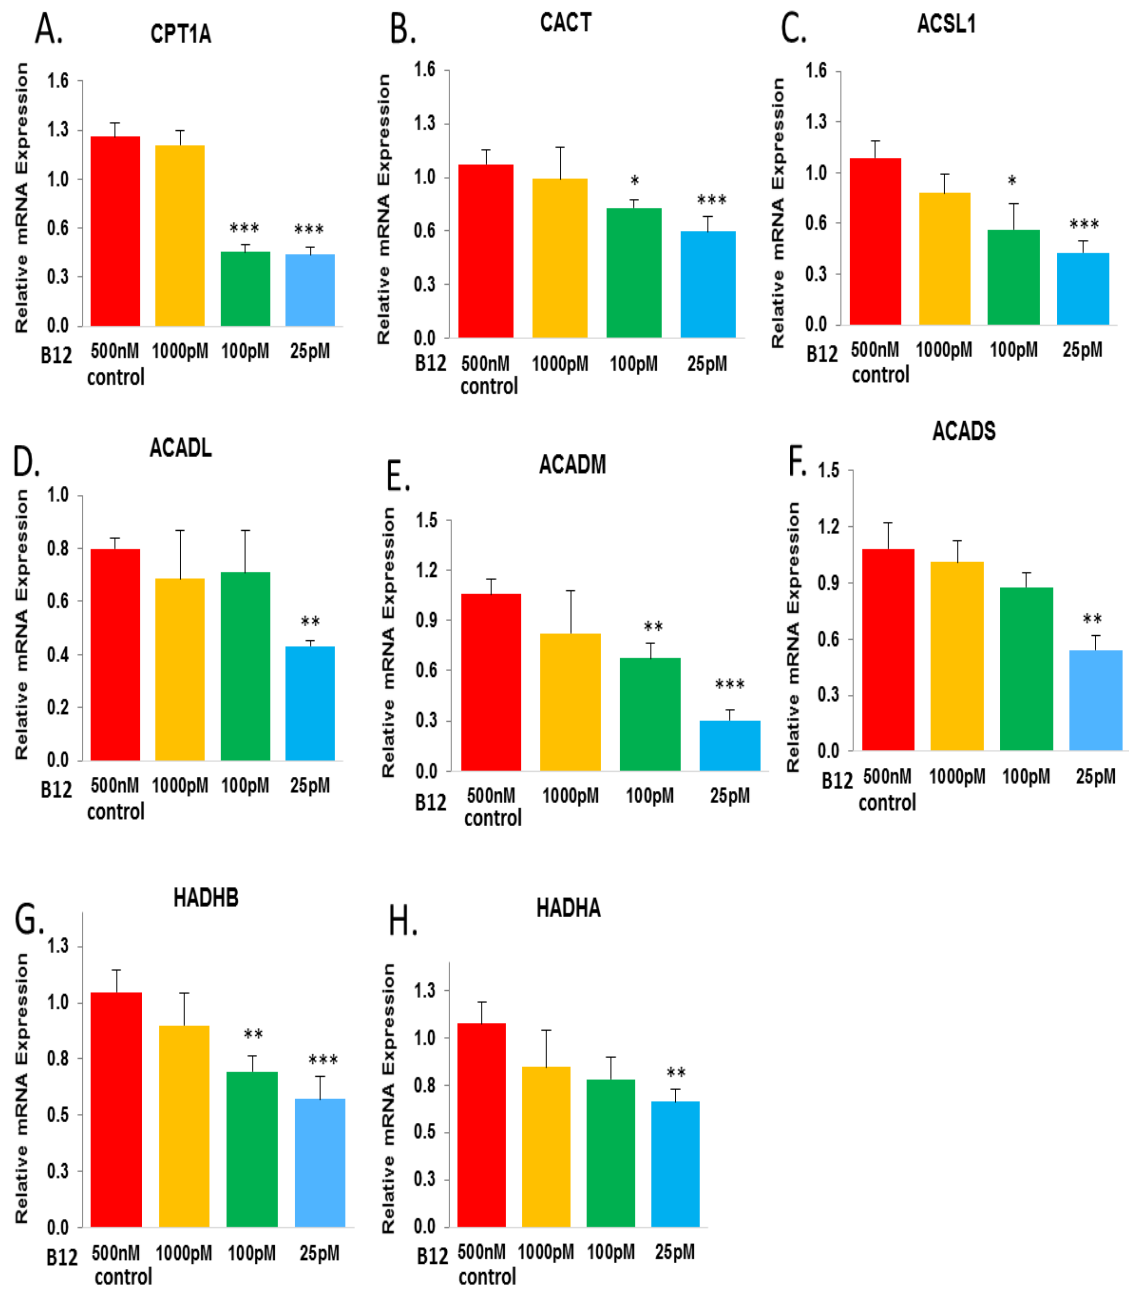 A.
CPT1A
Relative mRNA Expression
1.6
1.3
1.0
0.6
0.3
0.0
***
***
B12
500nM control
1000pM
100pM
25pM
B.
CACT
Relative mRNA Expression
1.6
1.3
1.0
0.6
0.3
0.0
*
***
B12
500nM control
1000pM
100pM
25pM
C.
ACSL1
Relative mRNA Expression
1.6
1.3
1.0
0.6
0.3
0.0
*
***
B12
500nM control
1000pM
100pM
25pM
D.
ACADL
Relative mRNA Expression
1.0
0.8
0.6
0.4
0.2
0.0
**
B12
500nM control
1000pM
100pM
25pM
E.
ACADM
Relative mRNA Expression
1.5
1.2
0.9
0.6
0.3
0.0
**
***
B12
500nM control
1000pM
100pM
25pM
F.
ACADS
Relative mRNA Expression
1.5
1.2
0.9
0.6
0.3
0.0
**
B12
500nM control
1000pM
100pM
25pM
G.
HADHB
Relative mRNA Expression
1.3
1.0
0.8
0.5
0.3
0.0
**
***
B12
500nM control
1000pM
100pM
25pM
H.
HADHA
Relative mRNA Expression
1.3
1.0
0.8
0.5
0.3
0.0
**
B12
500nM control
1000pM
100pM
25pM